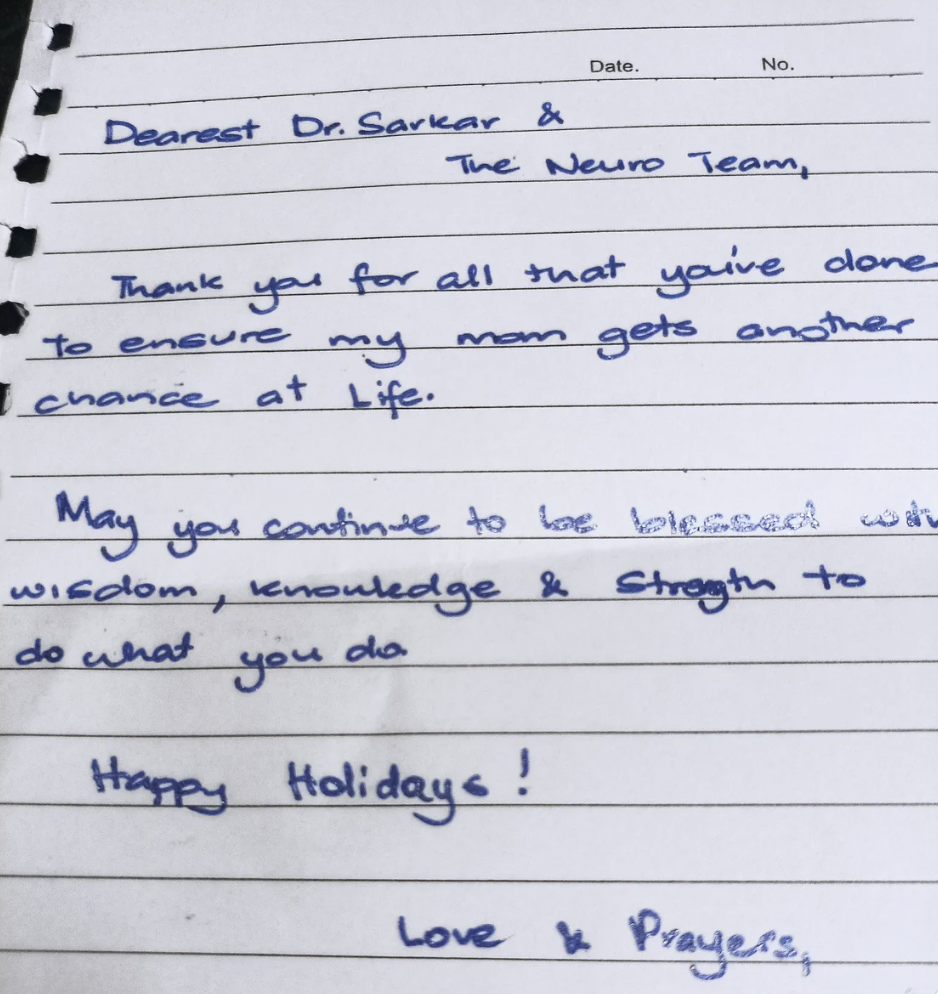 Date. No.
Dearest Dr. Sarkar &
The Neuro Team,
Thank you for all that you've done
to ensure my mom gets another
chance at Life.
May you continue to be blessed with
wisdom, knowledge & Stregth to
do what you do
Happy Holidays!
Love & Prayers,